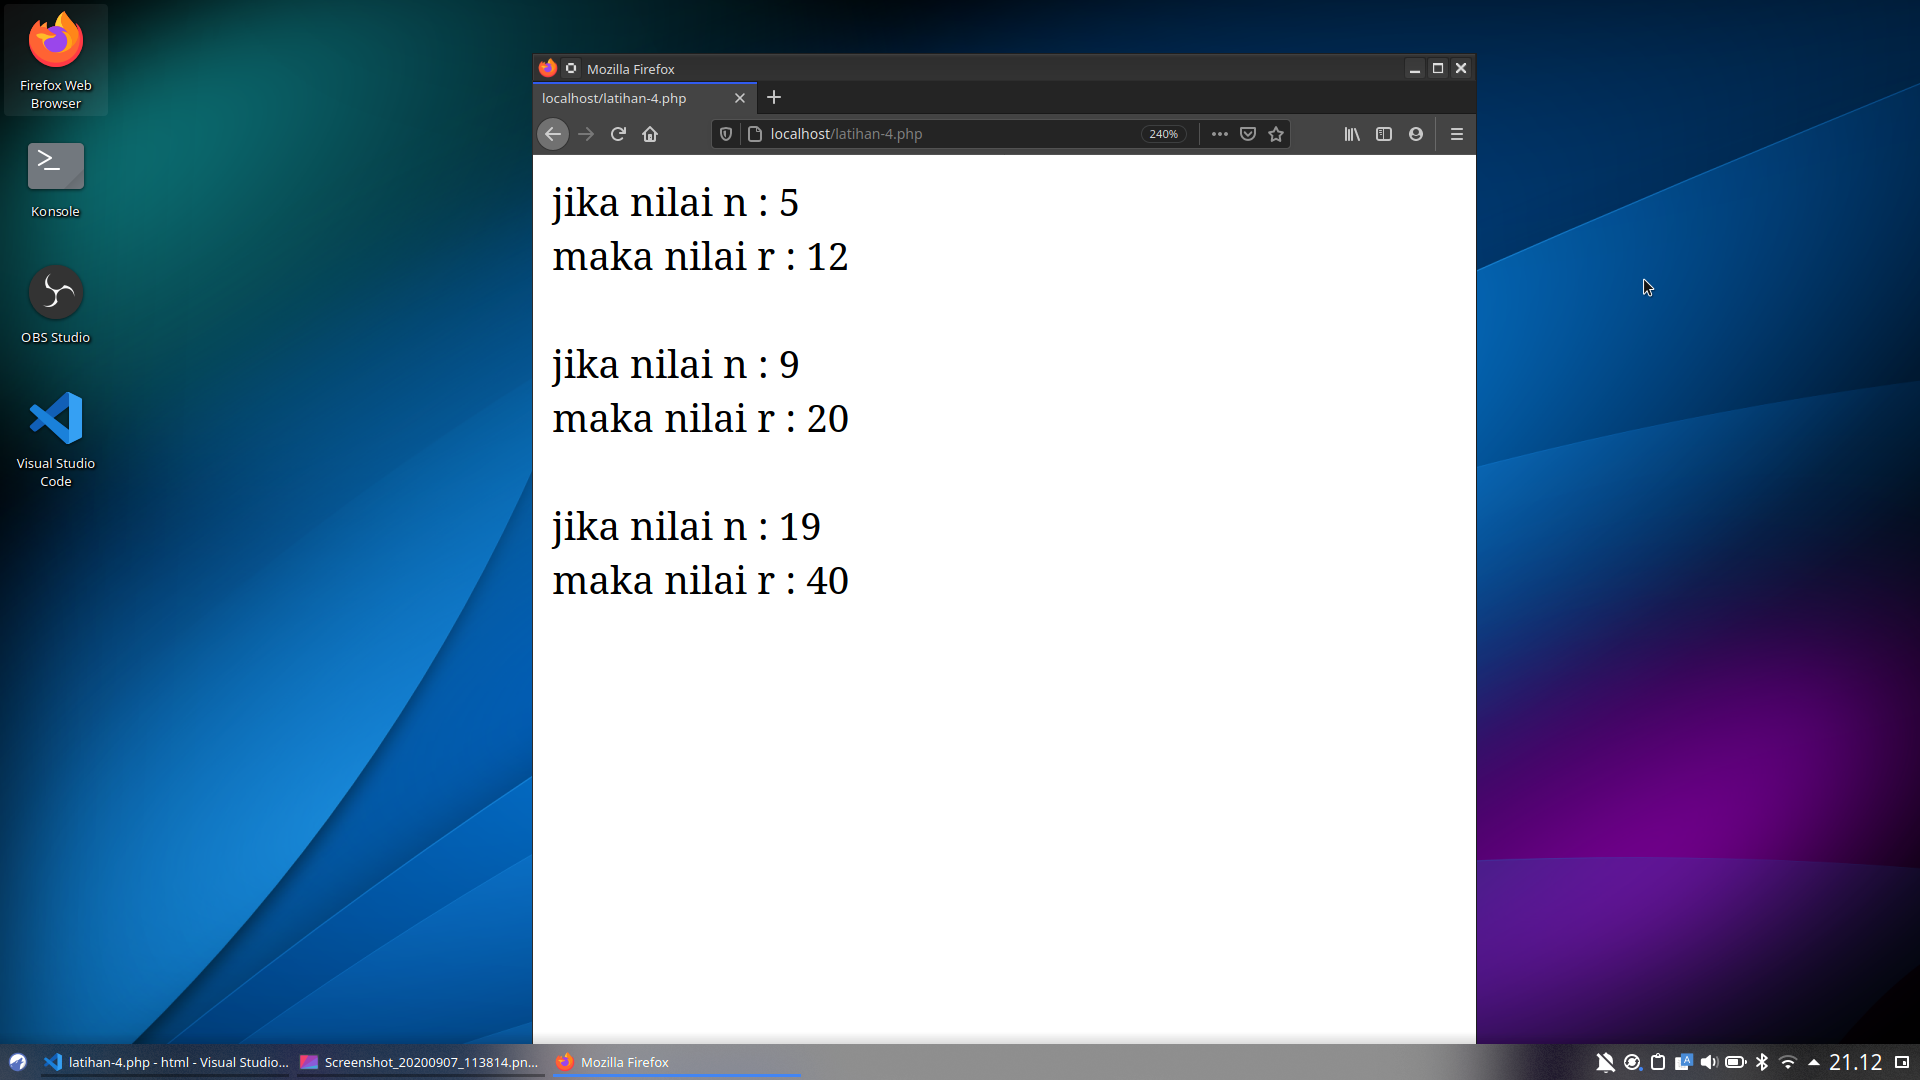 Firefox Web
Browser
Konsole
OBS Studio
Visual Studio
Code
Mozilla Firefox
localhost/latihan-4.php
localhost/latihan-4.php
240%
jika nilai n : 5
maka nilai r : 12
jika nilai n : 9
maka nilai r : 20
jika nilai n : 19
maka nilai r : 40
latihan-4.php - html - Visual Studio...
Screenshot_20200907_113814.pn...
Mozilla Firefox
A
21.12